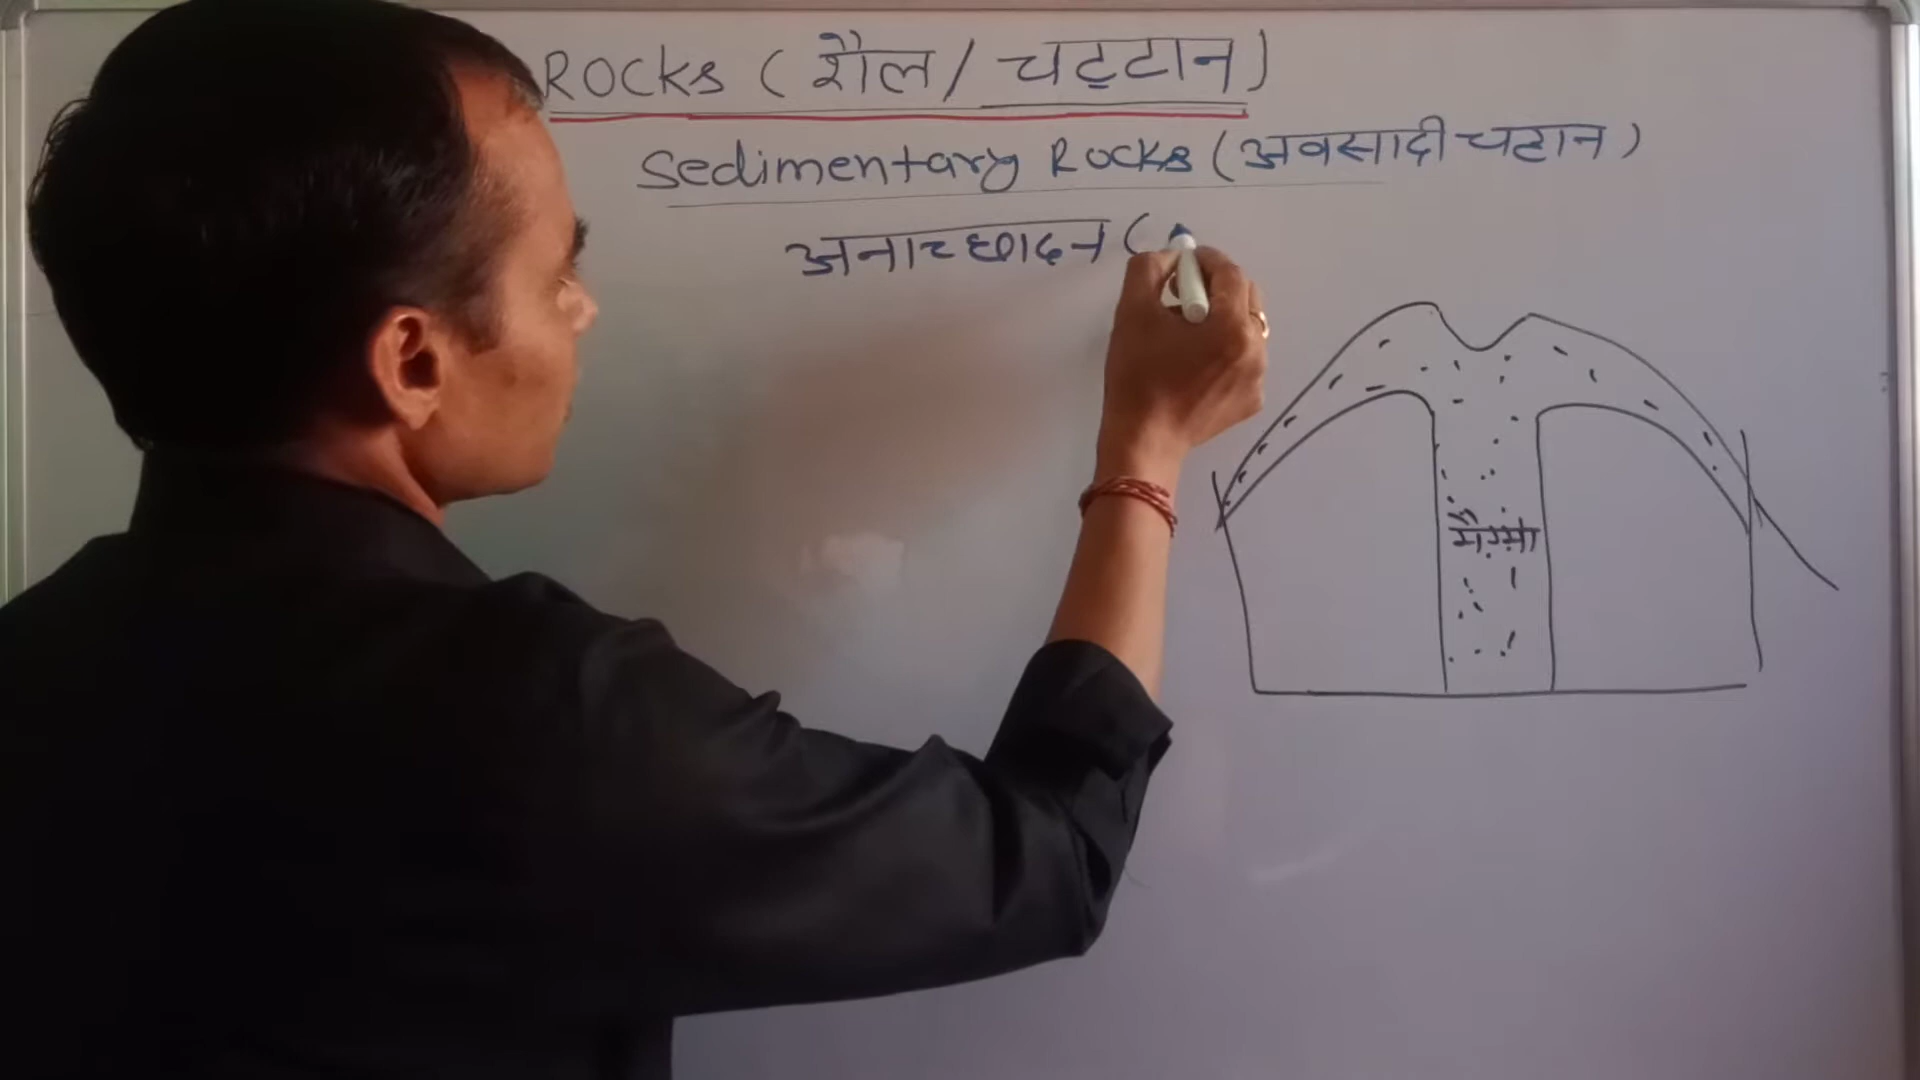 ROCKS ( शैल / चट्टान )
Sedimentary Rocks ( अवसादी चट्टान )
अनाच्छादन (
मैग्मा